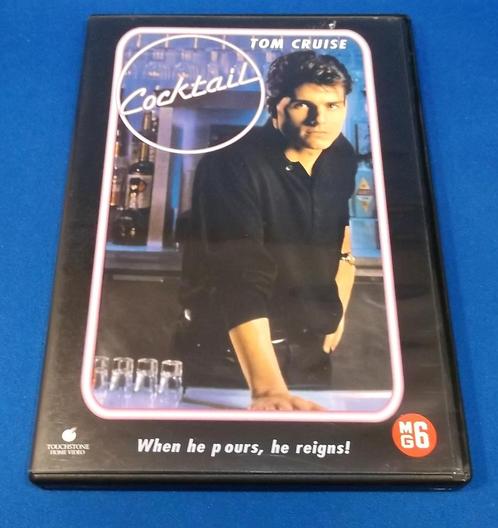 TOM CRUISE
Cocktail
TOUCHSTONE
HOME VIDEO
When he pours, he reigns!
MG6